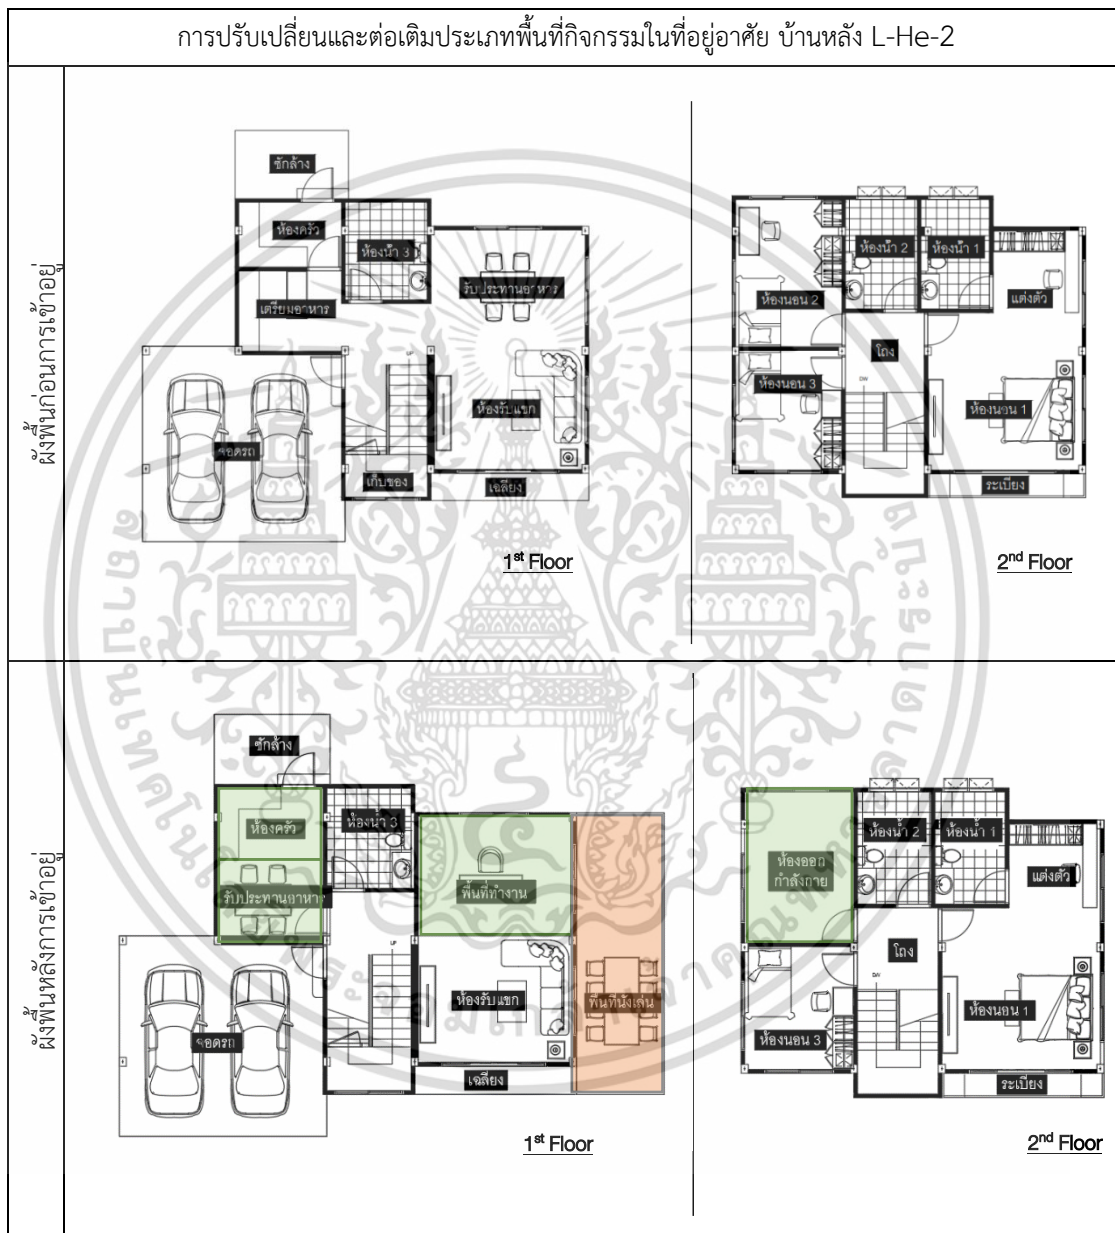 การปรับเปลี่ยนและต่อเติมประเภทพื้นที่กิจกรรมในที่อยู่อาศัย บ้านหลัง L-He-2
ผังพื้นก่อนการเข้าอยู่
ซักล้าง
ห้องครัว
ห้องน้ำ 3
เตรียมอาหาร
รับประทานอาหาร
UP
ห้องรับแขก
จอดรถ
เก็บของ
เฉลียง
1st Floor
ห้องน้ำ 2
ห้องน้ำ 1
ห้องนอน 2
แต่งตัว
โถง
ห้องนอน 3
DW
ห้องนอน 1
ระเบียง
2nd Floor
ผังพื้นหลังการเข้าอยู่
ซักล้าง
ห้องครัว
ห้องน้ำ 3
รับประทานอาหาร
พื้นที่ทำงาน
UP
ห้องรับแขก
พื้นที่นั่งเล่น
จอดรถ
เฉลียง
1st Floor
ห้องน้ำ 2
ห้องน้ำ 1
ห้องออก
กำลังกาย
แต่งตัว
โถง
DW
ห้องนอน 3
ห้องนอน 1
ระเบียง
2nd Floor